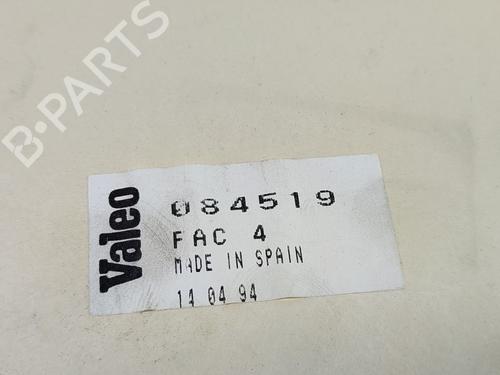 B-PARTS
Valeo
084519
FAC 4
MADE IN SPAIN
14 04 94